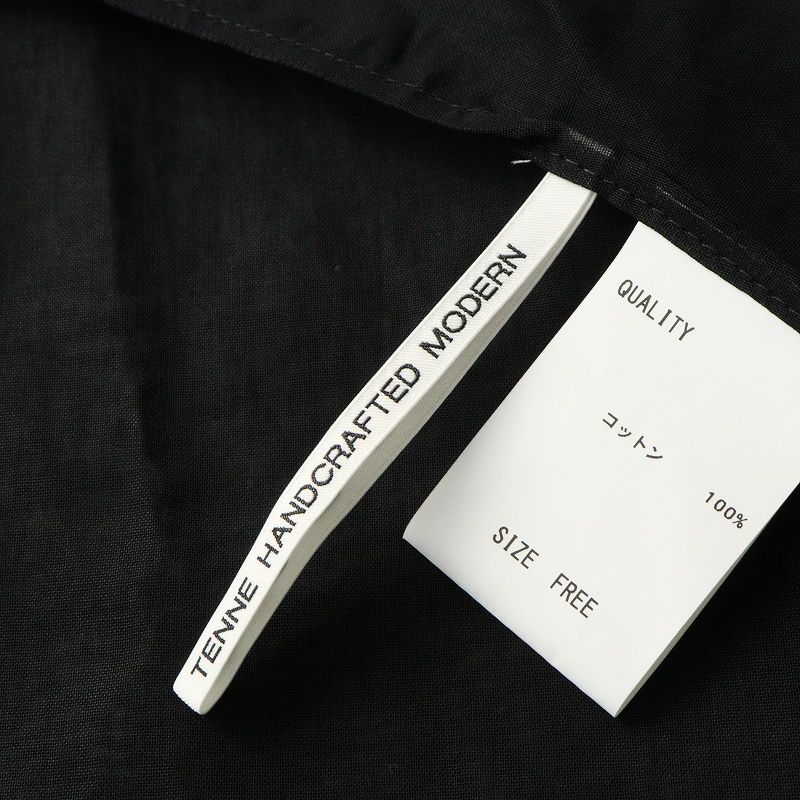 TENNE HANDCRAFTED MODERN
QUALITY
コットン 100%
SIZE FREE